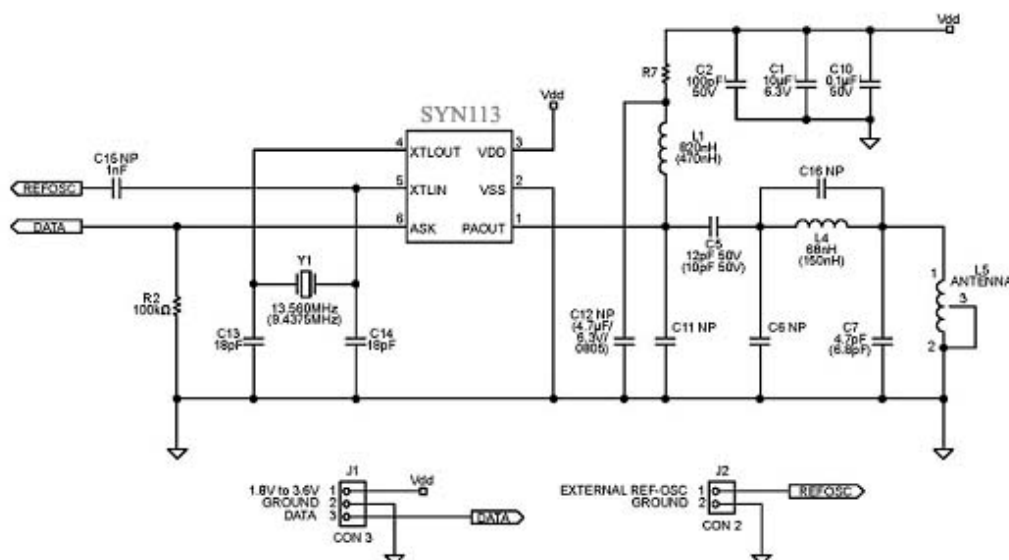 Vdd
R7
C2
100pF
50V
C1
10µF
6.3V
C10
0.1µF
50V
SYN113
Vdd
4 XTLOUT VDD 3
5 XTLIN VSS 2
6 ASK PAOUT 1
L1
820nH
(470nH)
C15 NP
1nF
REFOSC
DATA
C16 NP
C5
12pF 50V
(10pF 50V)
L4
68nH
(150nH)
L5
ANTENNA
1
3
2
Y1
13.560MHz
(9.4375MHz)
R2
100kΩ
C13
18pF
C14
18pF
C12 NP
(4.7µF/
6.3V/
0805)
C11 NP
C6 NP
C7
4.7pF
(6.8pF)
J1
1.8V to 3.6V 1 Vdd
GROUND 2
DATA 3 DATA
CON 3
J2
EXTERNAL REF-OSC 1 REFOSC
GROUND 2
CON 2